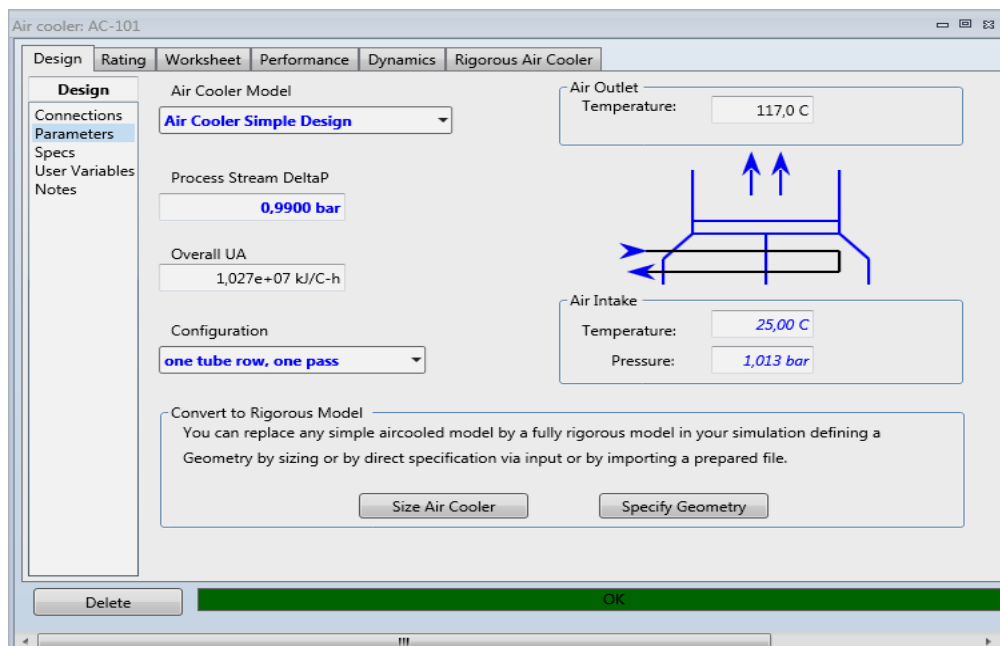 Air cooler: AC-101
Design Rating Worksheet Performance Dynamics Rigorous Air Cooler
Design
Connections
Parameters
Specs
User Variables
Notes
Air Cooler Model
Air Cooler Simple Design
Process Stream DeltaP
0,9900 bar
Overall UA
1,027e+07 kJ/C-h
Configuration
one tube row, one pass
Air Outlet
Temperature: 117,0 C
Air Intake
Temperature: 25,00 C
Pressure: 1,013 bar
Convert to Rigorous Model
You can replace any simple aircooled model by a fully rigorous model in your simulation defining a
Geometry by sizing or by direct specification via input or by importing a prepared file.
Size Air Cooler Specify Geometry
Delete OK